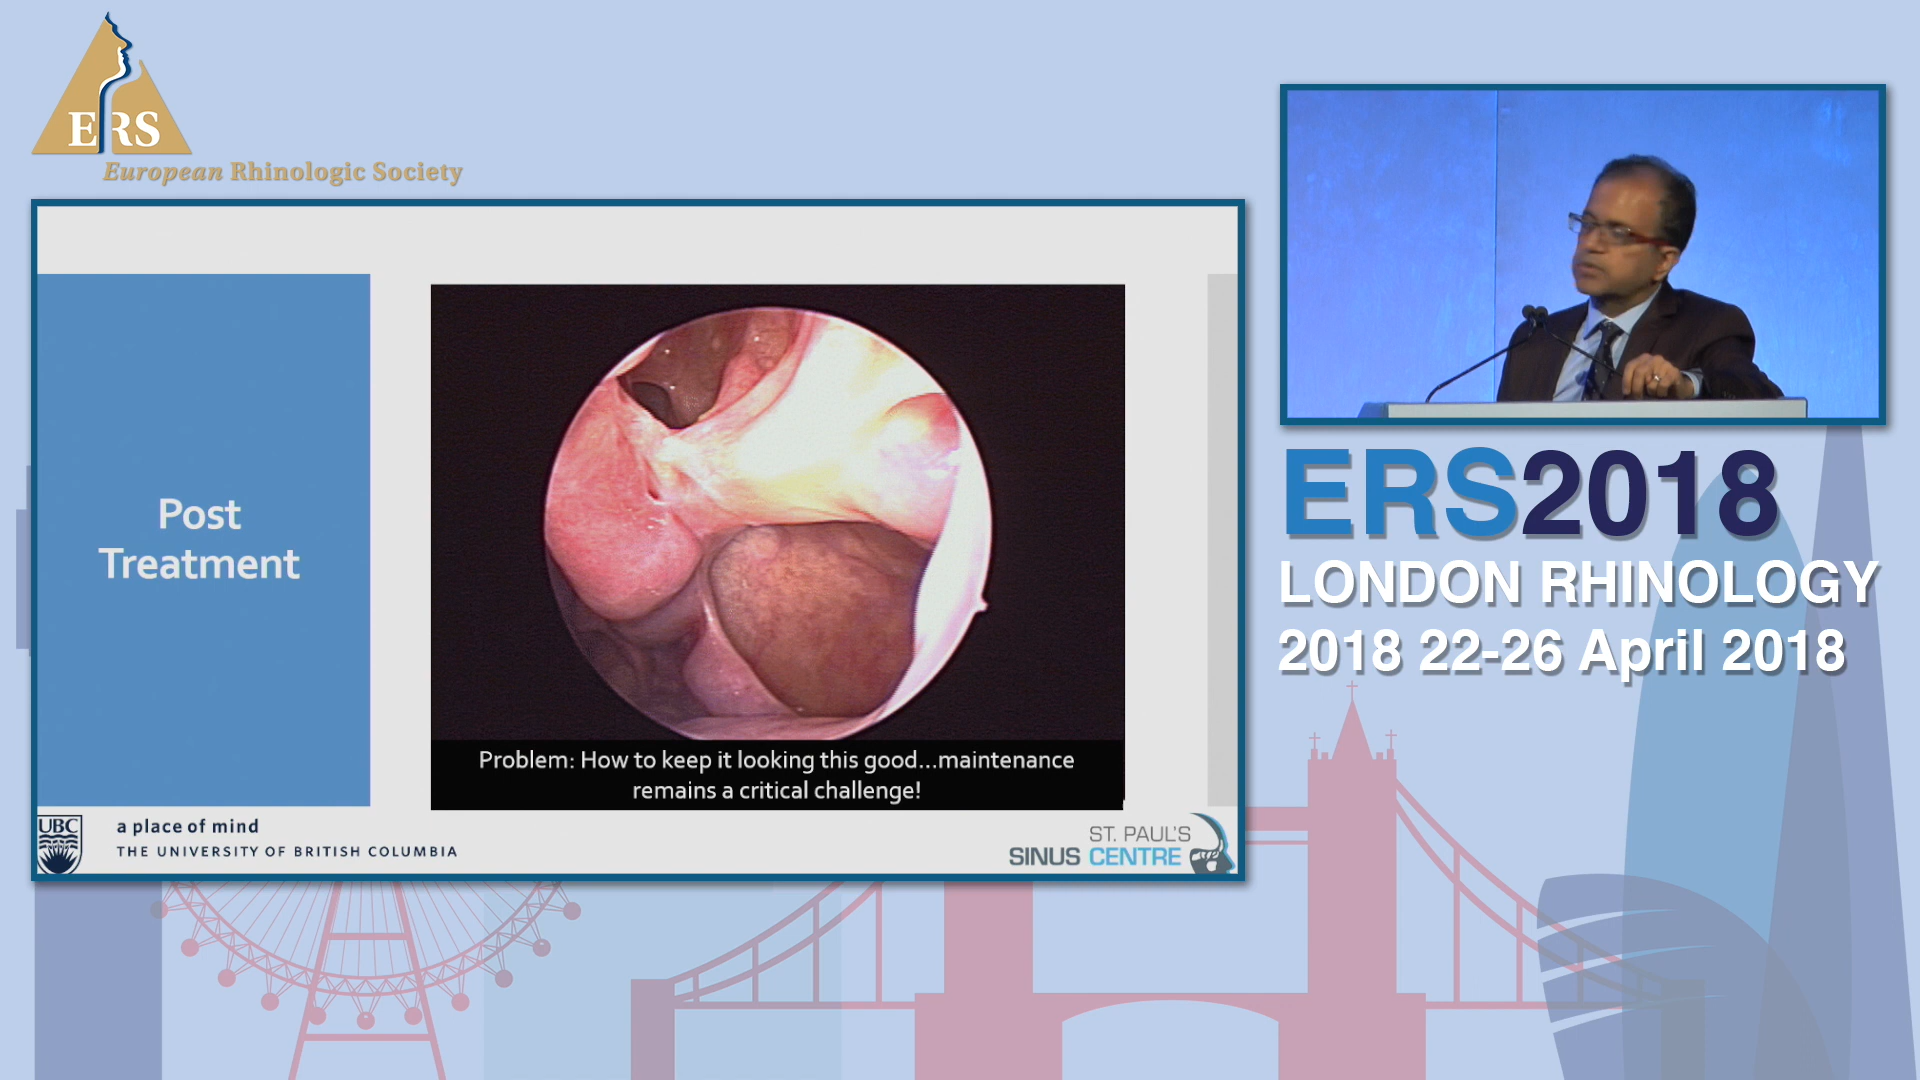 ERS
European Rhinologic Society
Post
Treatment
Problem: How to keep it looking this good...maintenance
remains a critical challenge!
UBC
a place of mind
THE UNIVERSITY OF BRITISH COLUMBIA
ST. PAUL'S
SINUS CENTRE
ERS2018
LONDON RHINOLOGY
2018 22-26 April 2018